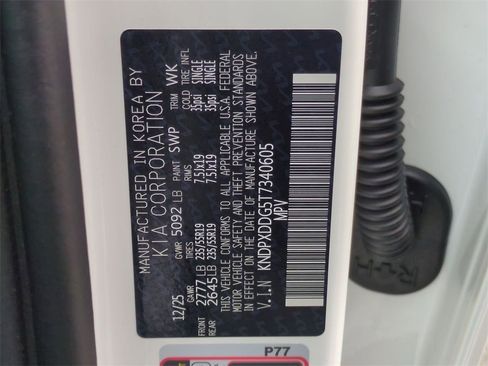 MANUFACTURED IN KOREA BY
KIA CORPORATION
12/25 GVWR 5092 LB SWP TRIM WK
GAWR TIRES RIMS COLD TIRE INFL
FRONT 2777 LB 235/55R19 7.5Jx19 35psi SINGLE
REAR 2645 LB 235/55R19 7.5Jx19 35psi SINGLE
THIS VEHICLE CONFORMS TO ALL APPLICABLE U.S.A. FEDERAL
MOTOR VEHICLE SAFETY AND THEFT PREVENTION STANDARDS
IN EFFECT ON THE DATE OF MANUFACTURE SHOWN ABOVE.
V.I.N KNDPXDDG5T7340605
MPV
P77